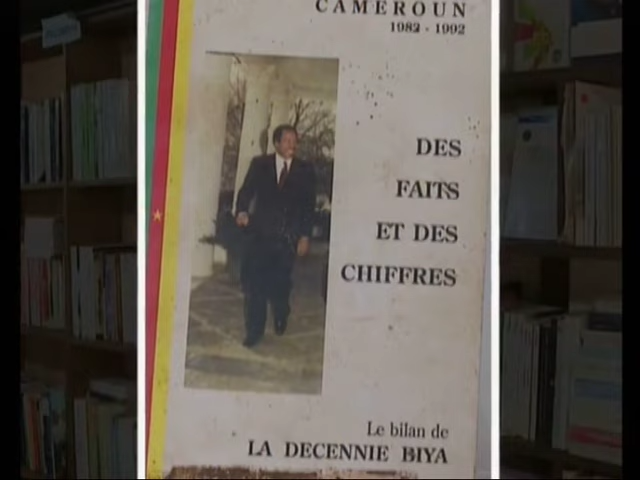 CAMEROUN
1982 - 1992
DES
FAITS
ET DES
CHIFFRES
Le bilan de
LA DECENNIE BIYA